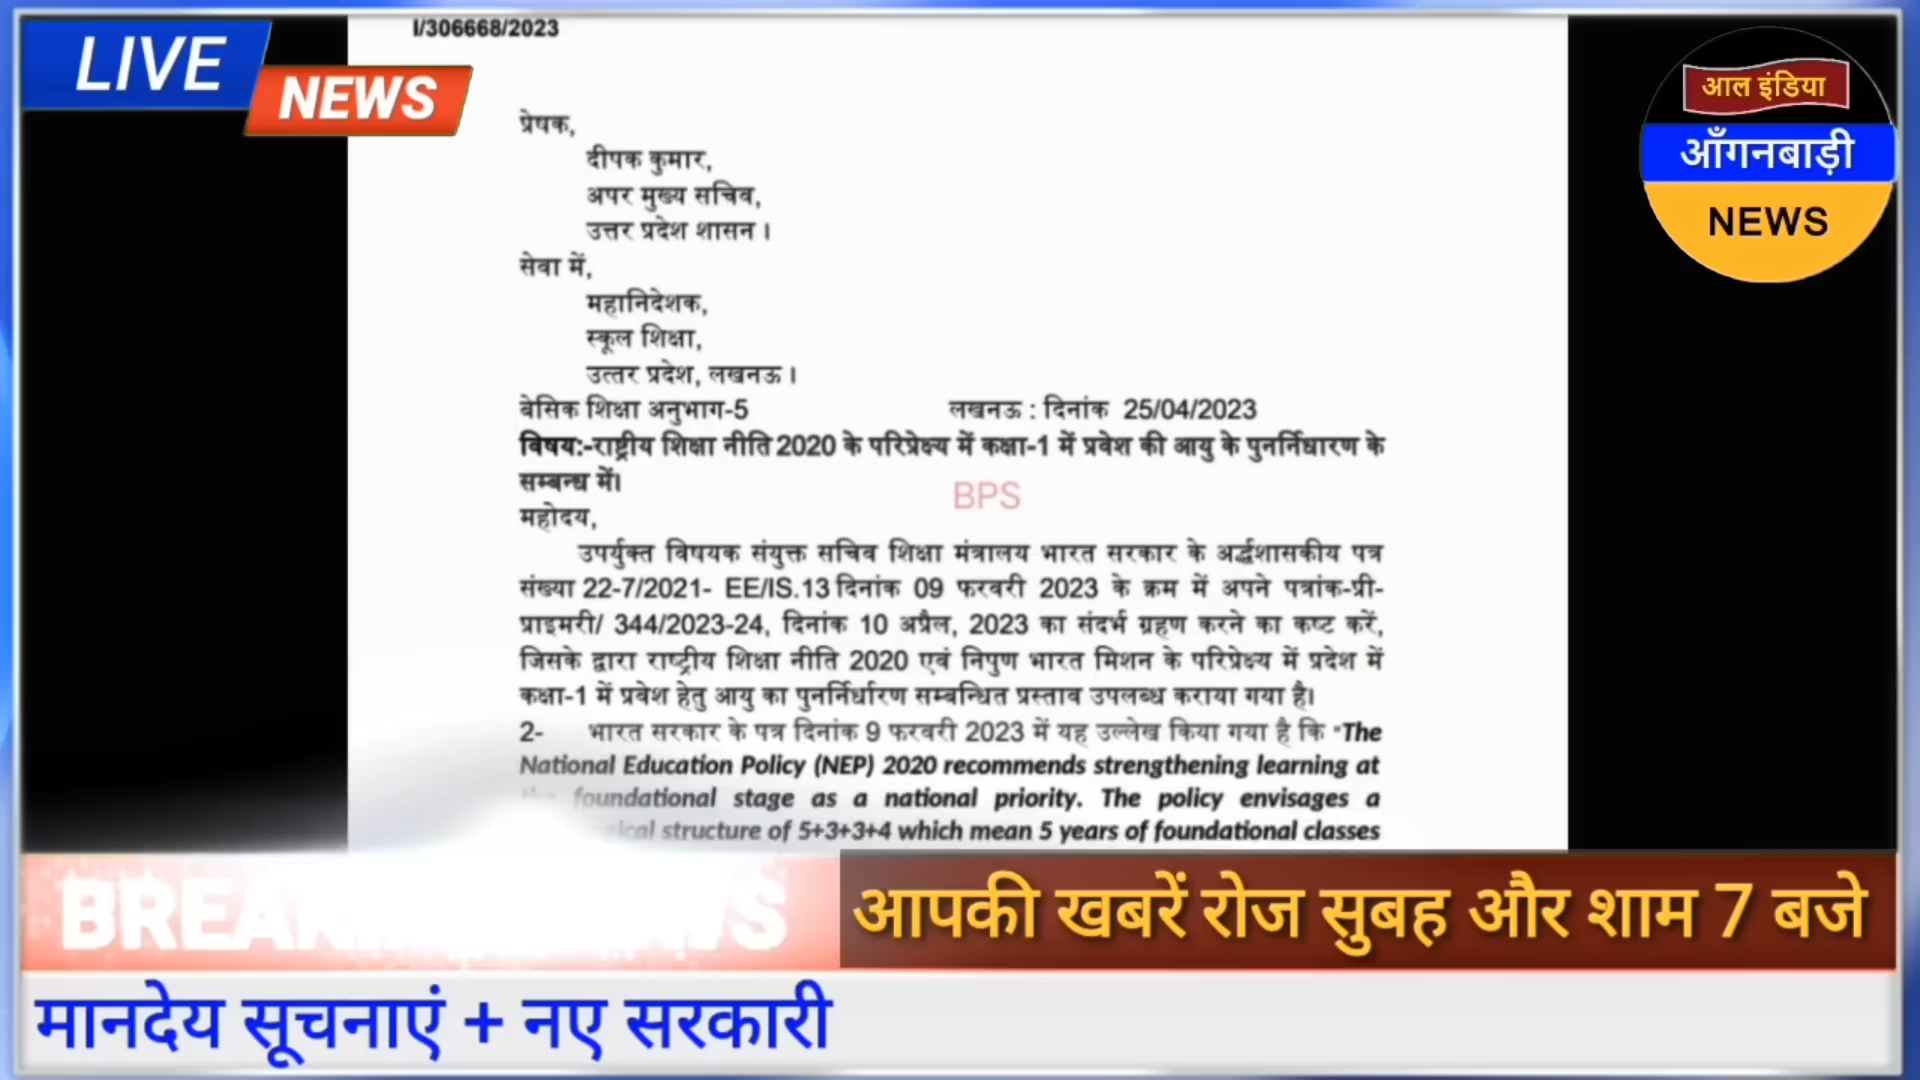 I/306668/2023
LIVE
NEWS
आल इंडिया
आँगनबाड़ी
NEWS
प्रेषक,
दीपक कुमार,
अपर मुख्य सचिव,
उत्तर प्रदेश शासन।
सेवा में,
महानिदेशक,
स्कूल शिक्षा,
उत्तर प्रदेश, लखनऊ।
बेसिक शिक्षा अनुभाग-5 लखनऊ : दिनांक 25/04/2023
विषय:-राष्ट्रीय शिक्षा नीति 2020 के परिप्रेक्ष्य में कक्षा-1 में प्रवेश की आयु के पुनर्निधारण के
सम्बन्ध में।
BPS
महोदय,
उपर्युक्त विषयक संयुक्त सचिव शिक्षा मंत्रालय भारत सरकार के अर्द्धशासकीय पत्र
संख्या 22-7/2021- EE/IS.13 दिनांक 09 फरवरी 2023 के क्रम में अपने पत्रांक-प्री-
प्राइमरी/ 344/2023-24, दिनांक 10 अप्रैल, 2023 का संदर्भ ग्रहण करने का कष्ट करें,
जिसके द्वारा राष्ट्रीय शिक्षा नीति 2020 एवं निपुण भारत मिशन के परिप्रेक्ष्य में प्रदेश में
कक्षा-1 में प्रवेश हेतु आयु का पुनर्निर्धारण सम्बन्धित प्रस्ताव उपलब्ध कराया गया है।
2- भारत सरकार के पत्र दिनांक 9 फरवरी 2023 में यह उल्लेख किया गया है कि "The
National Education Policy (NEP) 2020 recommends strengthening learning at
foundational stage as a national priority. The policy envisages a
structure of 5+3+3+4 which mean 5 years of foundational classes
आपकी खबरें रोज सुबह और शाम 7 बजे
मानदेय सूचनाएं + नए सरकारी